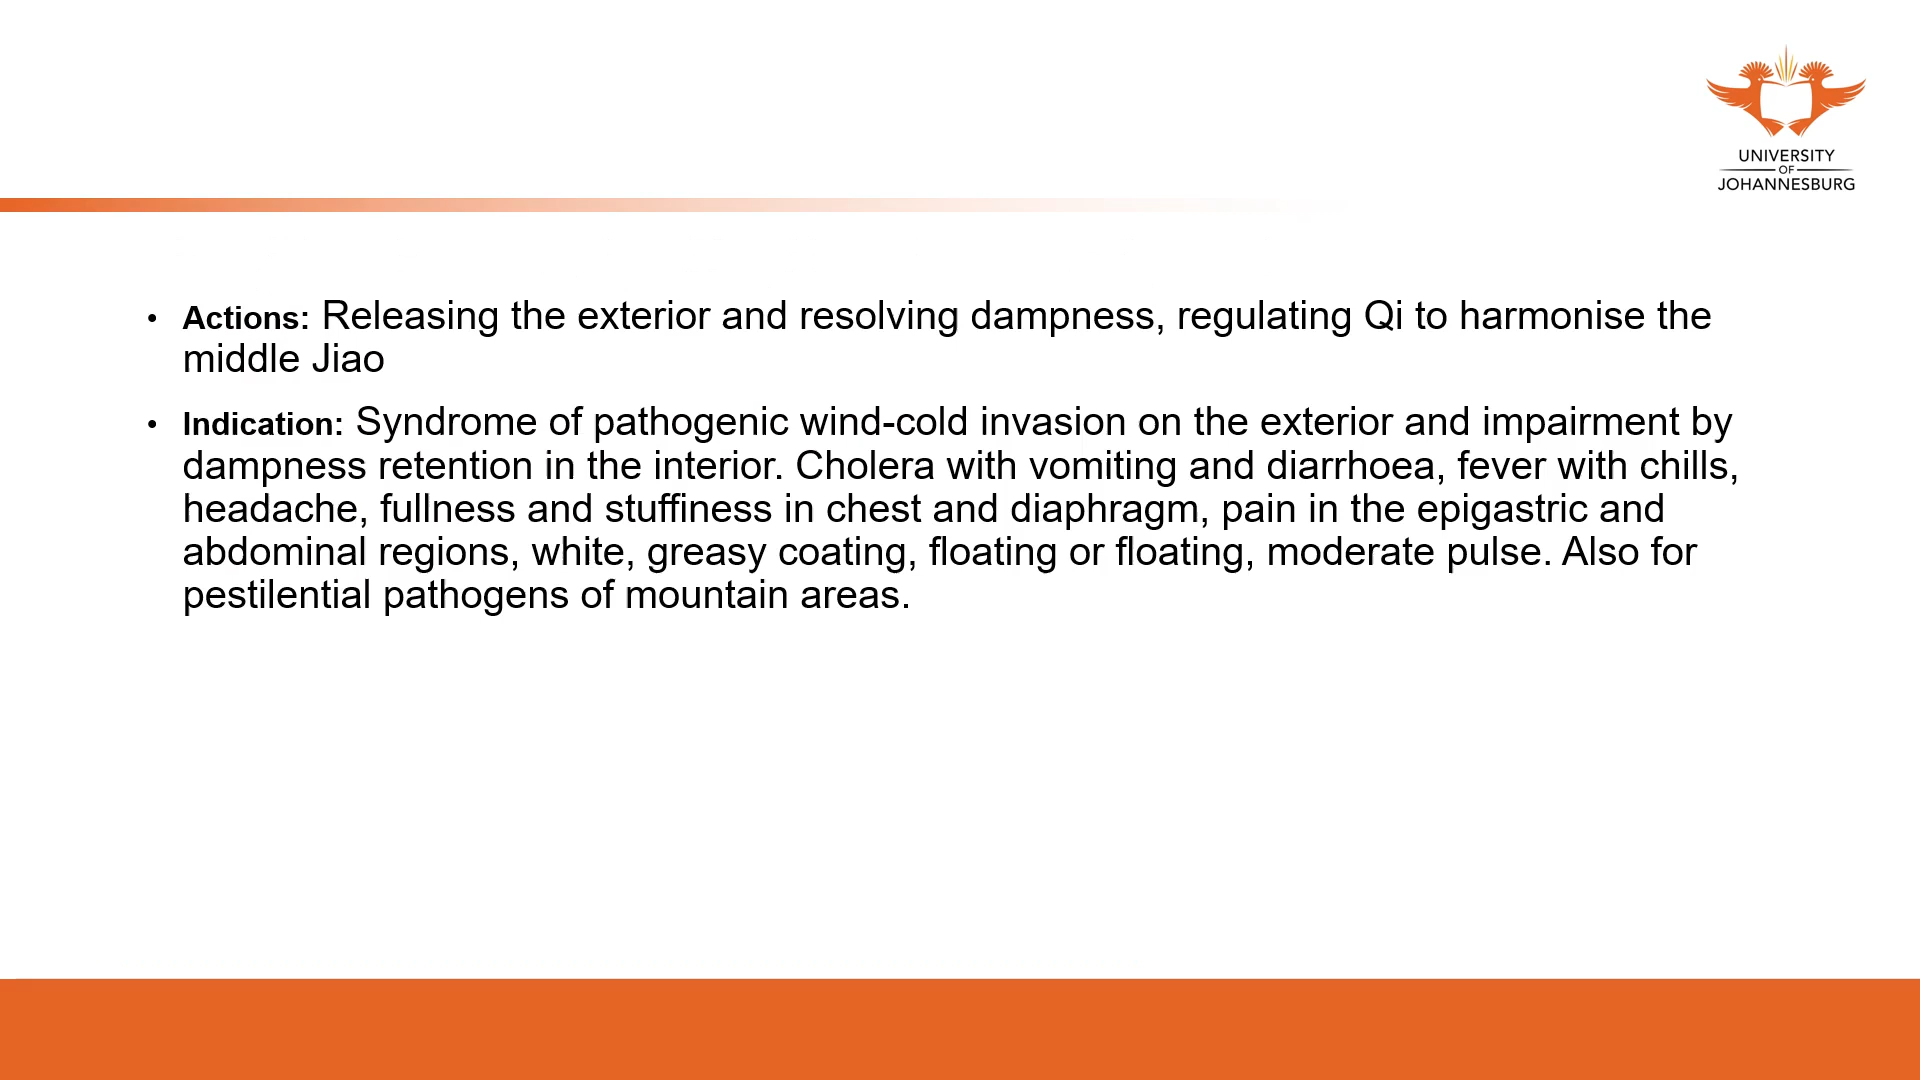 UNIVERSITY
OF
JOHANNESBURG
• Actions: Releasing the exterior and resolving dampness, regulating Qi to harmonise the
middle Jiao
• Indication: Syndrome of pathogenic wind-cold invasion on the exterior and impairment by
dampness retention in the interior. Cholera with vomiting and diarrhoea, fever with chills,
headache, fullness and stuffiness in chest and diaphragm, pain in the epigastric and
abdominal regions, white, greasy coating, floating or floating, moderate pulse. Also for
pestilential pathogens of mountain areas.